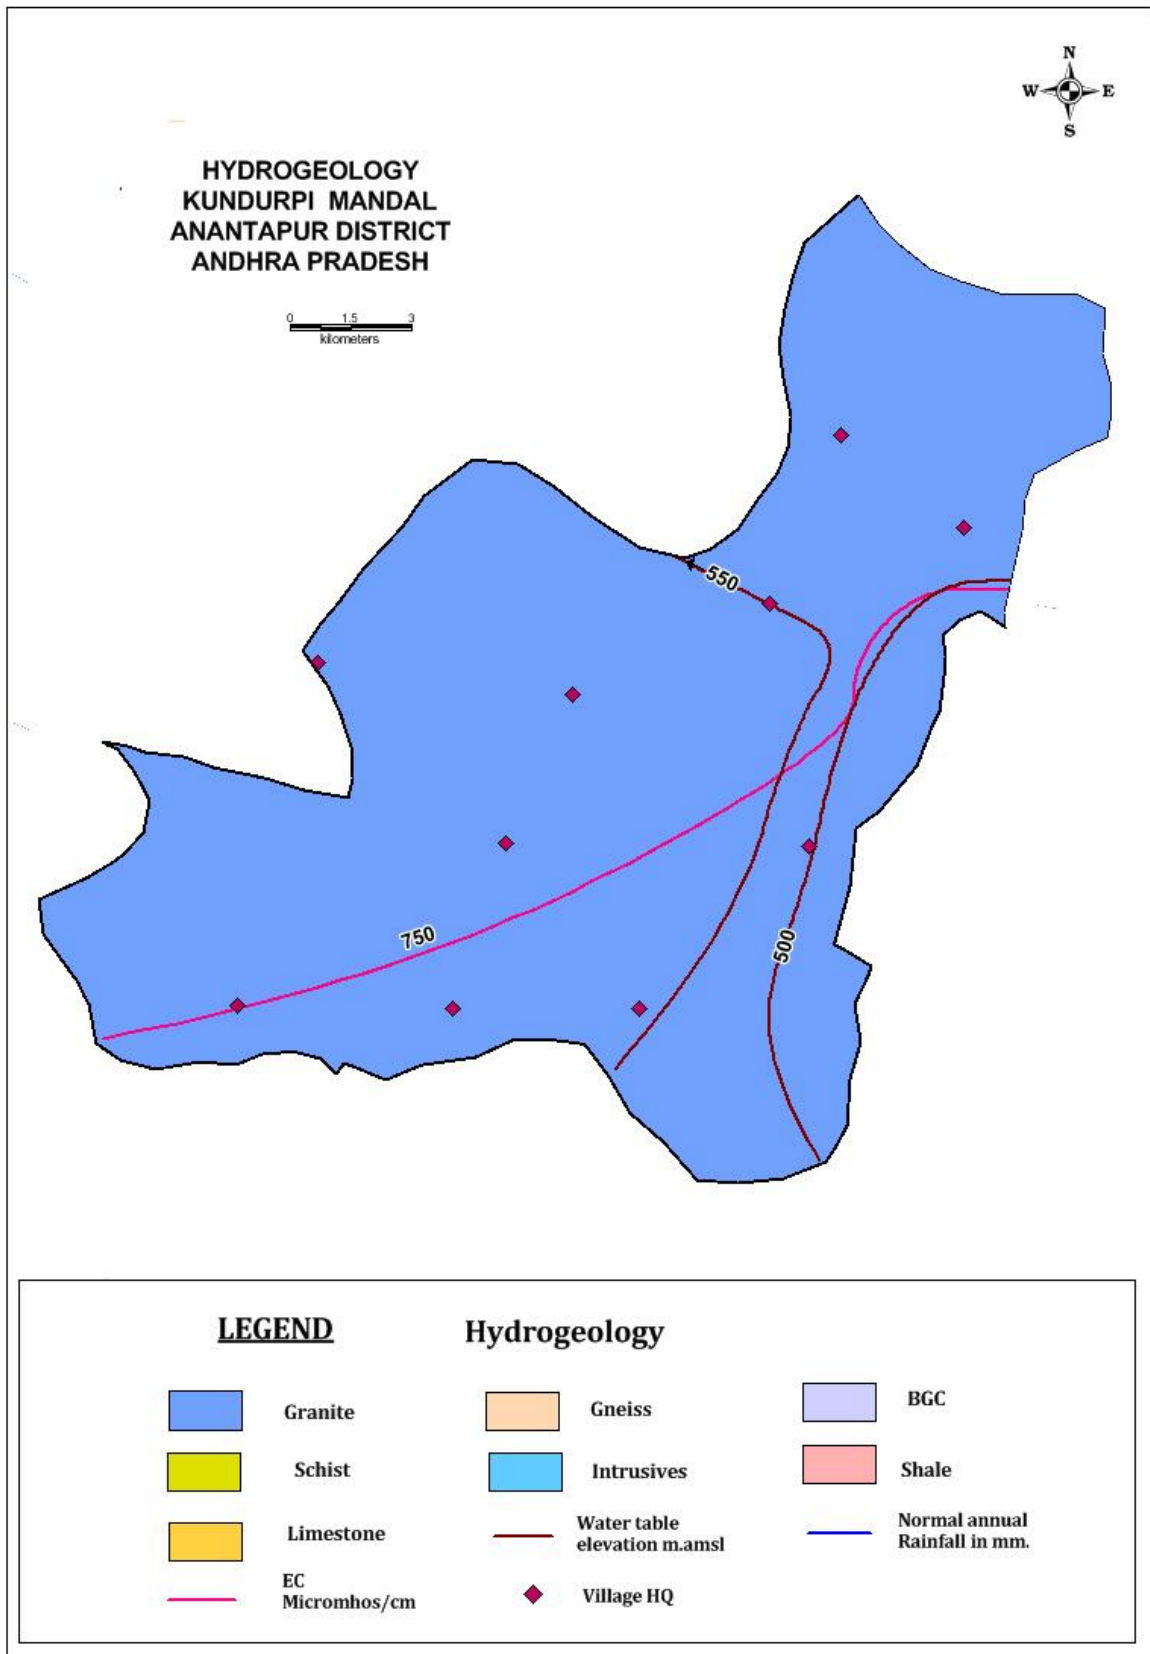 N
W E
S
HYDROGEOLOGY
KUNDURPI MANDAL
ANANTAPUR DISTRICT
ANDHRA PRADESH
0 1.5 3
kilometers
550
750
500
LEGEND Hydrogeology
Granite
Gneiss
BGC
Schist
Intrusives
Shale
Limestone
Water table
elevation m.amsl
Normal annual
Rainfall in mm.
EC
Micromhos/cm
Village HQ